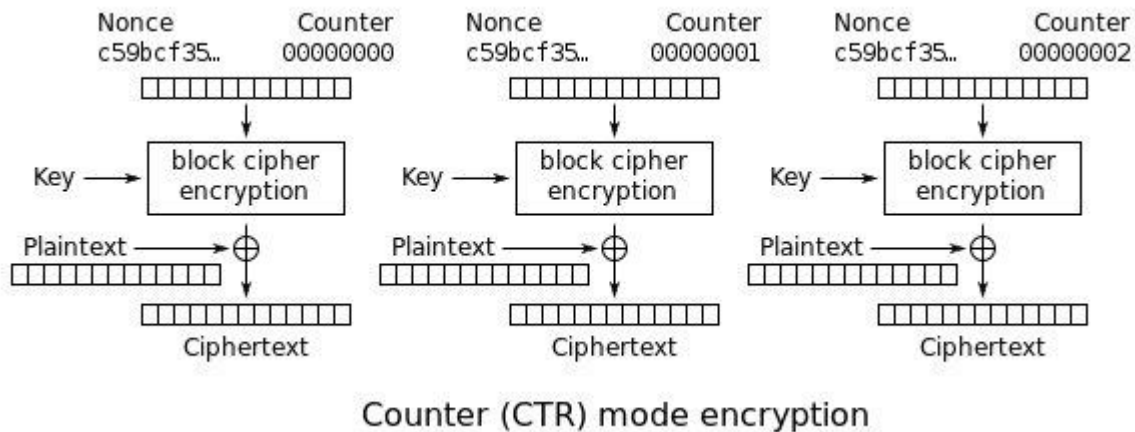 Nonce Counter Nonce Counter Nonce Counter
c59bcf35… 00000000 c59bcf35… 00000001 c59bcf35… 00000002
block cipher block cipher block cipher
Key encryption Key encryption Key encryption
Plaintext Plaintext Plaintext
Ciphertext Ciphertext Ciphertext
Counter (CTR) mode encryption